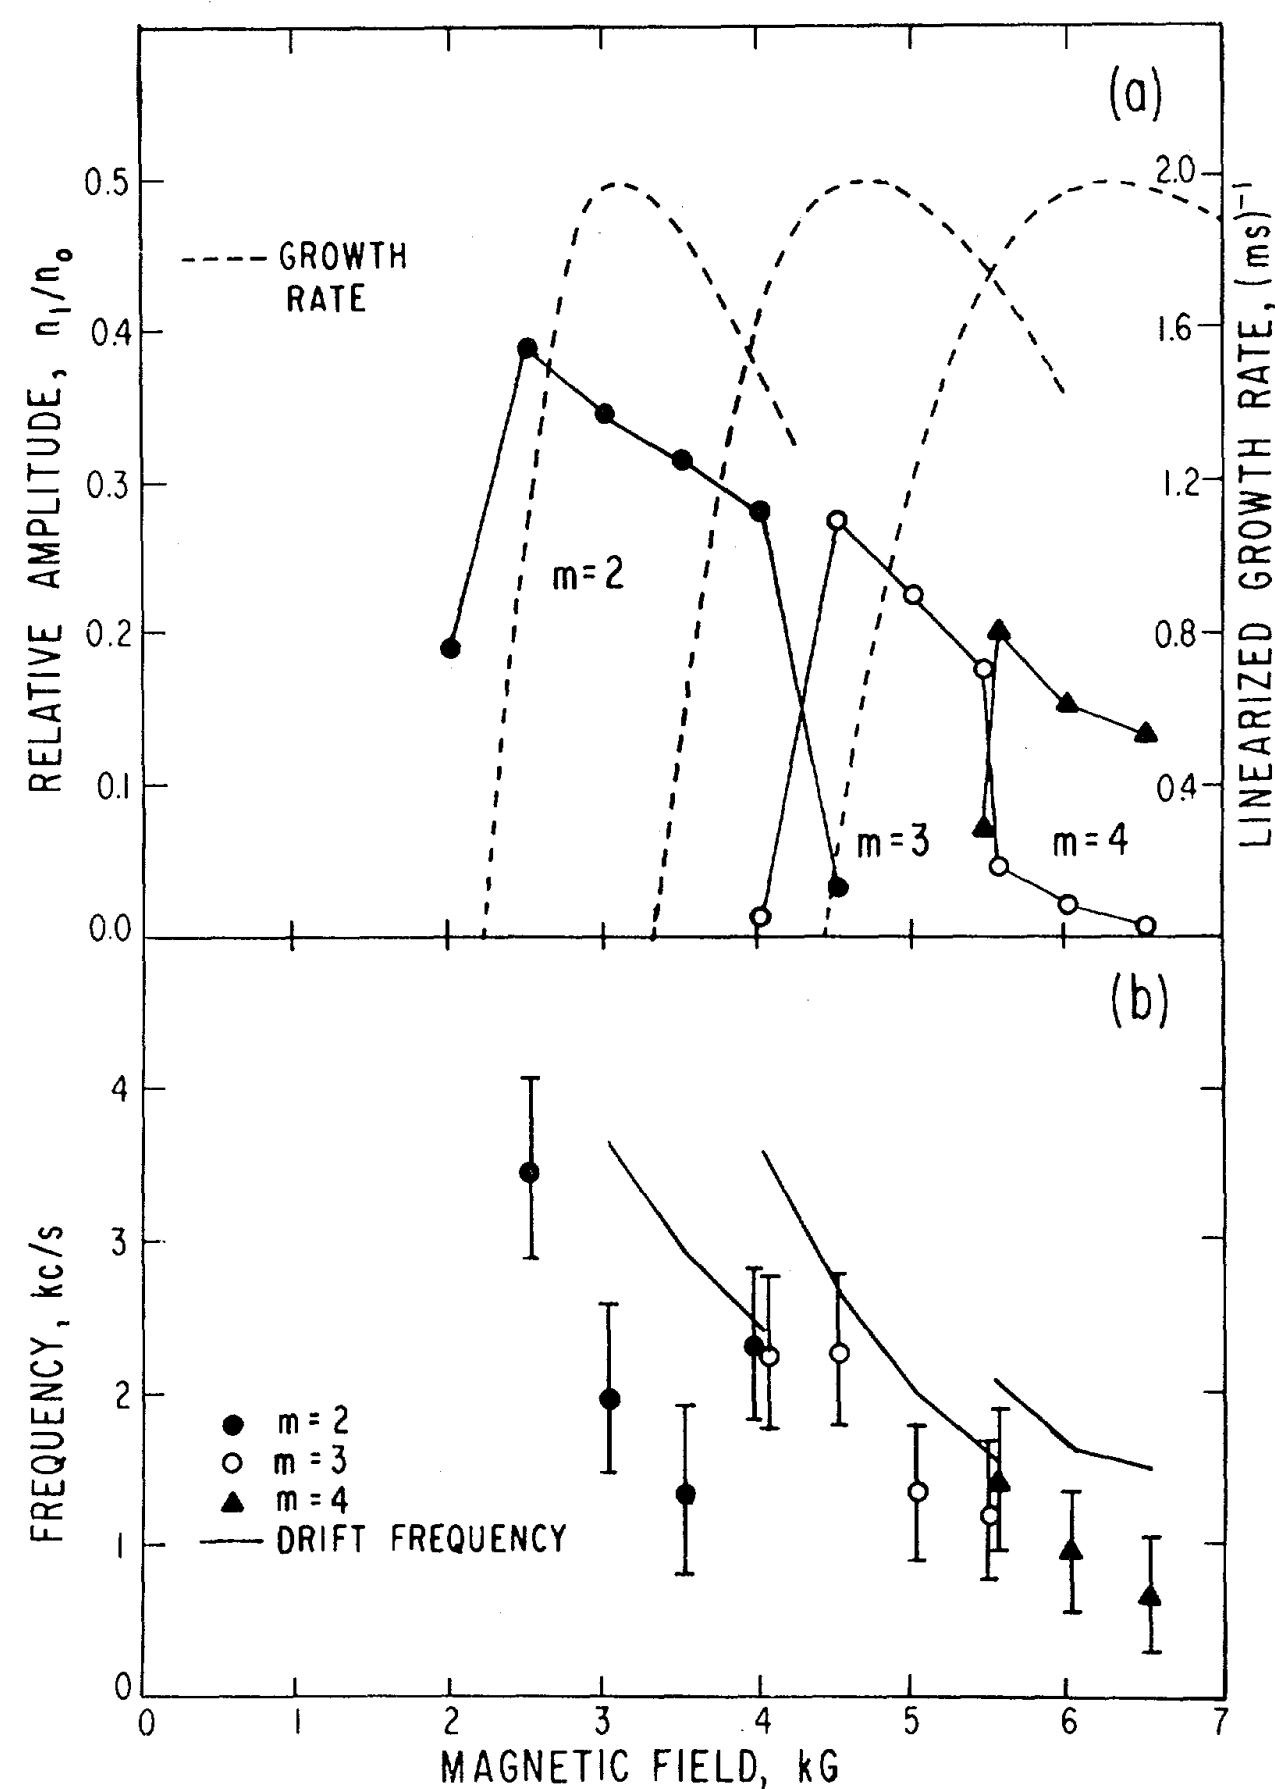 (a)
0.5
0.4
0.3
0.2
0.1
0.0
RELATIVE AMPLITUDE, n₁/n₀
---- GROWTH
RATE
m=2
m=3
m=4
2.0
1.6
1.2
0.8
04
LINEARIZED GROWTH RATE, (ms)⁻¹
(b)
4
3
2
1
0
FREQUENCY, kc/s
m=2
m=3
m=4
DRIFT FREQUENCY
0 1 2 3 4 5 6 7
MAGNETIC FIELD, kG